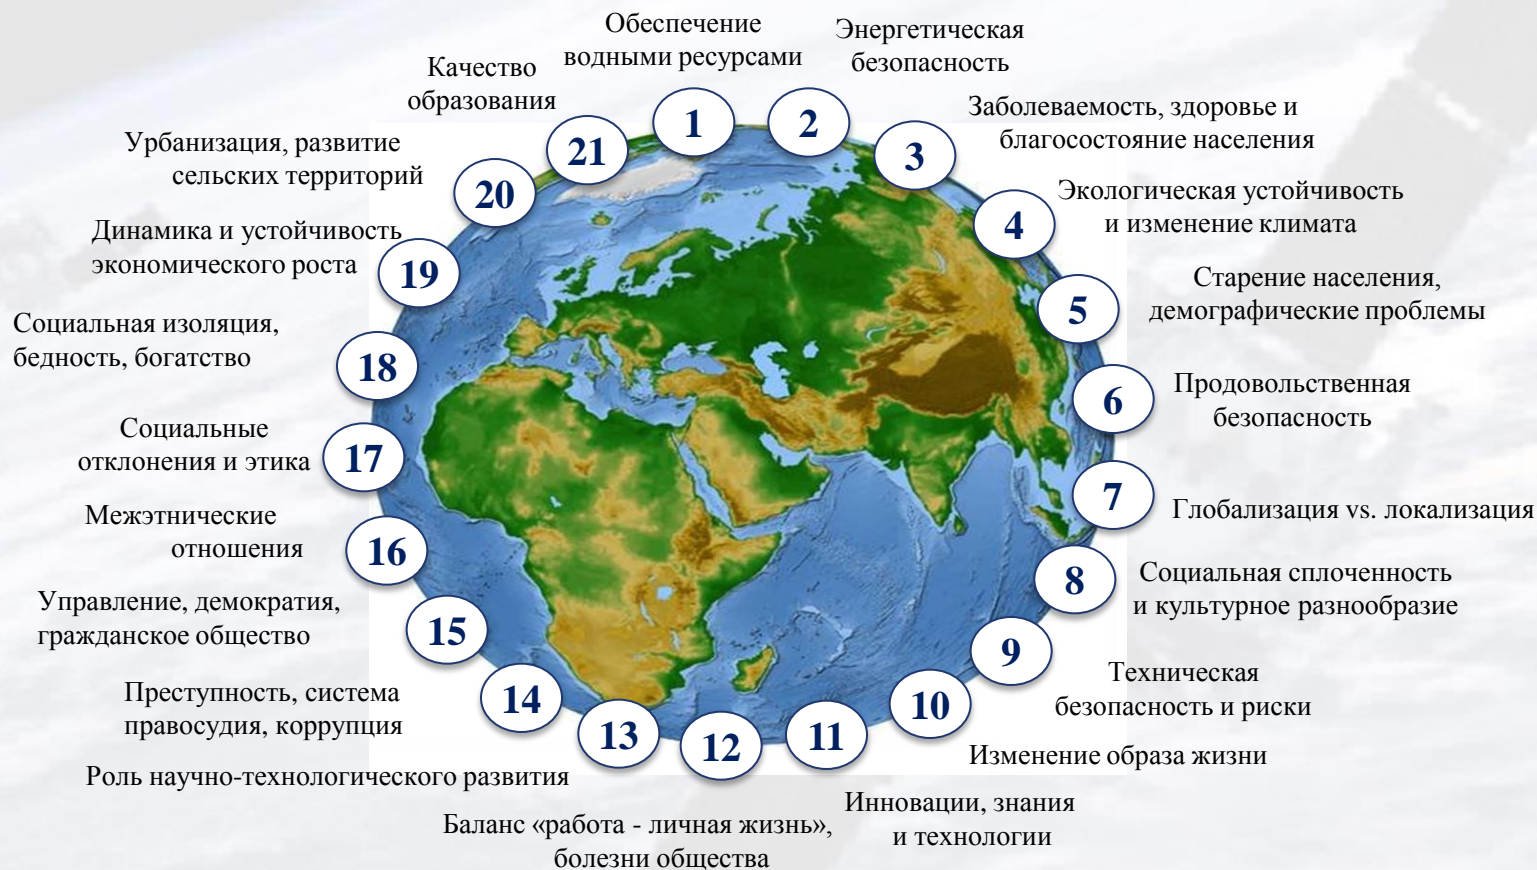 1
Обеспечение
водными ресурсами
2
Энергетическая
безопасность
3
Заболеваемость, здоровье и
благосостояние населения
4
Экологическая устойчивость
и изменение климата
5
Старение населения,
демографические проблемы
6
Продовольственная
безопасность
7
Глобализация vs. локализация
8
Социальная сплоченность
и культурное разнообразие
9
Техническая
безопасность и риски
10
Изменение образа жизни
11
Инновации, знания
и технологии
12
Баланс «работа - личная жизнь»,
болезни общества
13
Роль научно-технологического развития
14
Преступность, система
правосудия, коррупция
15
Управление, демократия,
гражданское общество
16
Межэтнические
отношения
17
Социальные
отклонения и этика
18
Социальная изоляция,
бедность, богатство
19
Динамика и устойчивость
экономического роста
20
Урбанизация, развитие
сельских территорий
21
Качество
образования